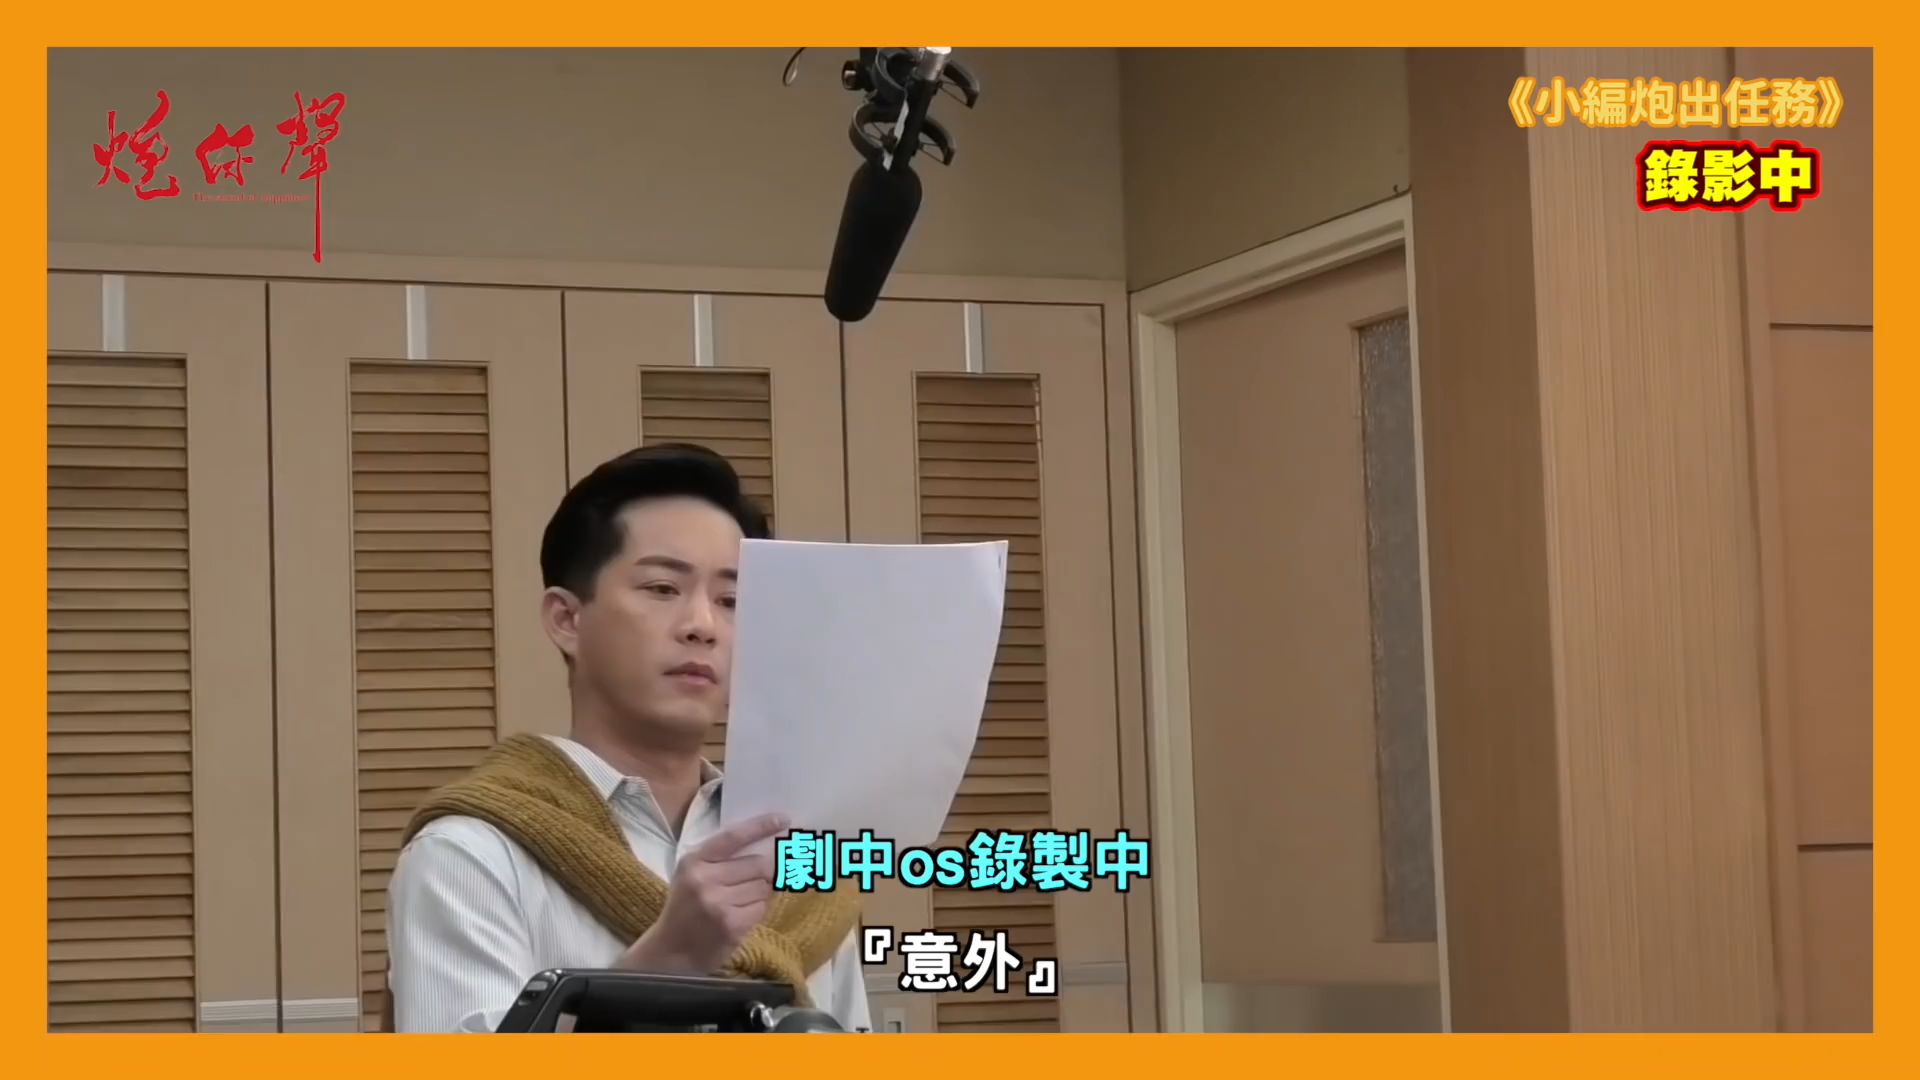 炮仔聲
《小編炮出任務》
錄影中
劇中os錄製中
『意外』